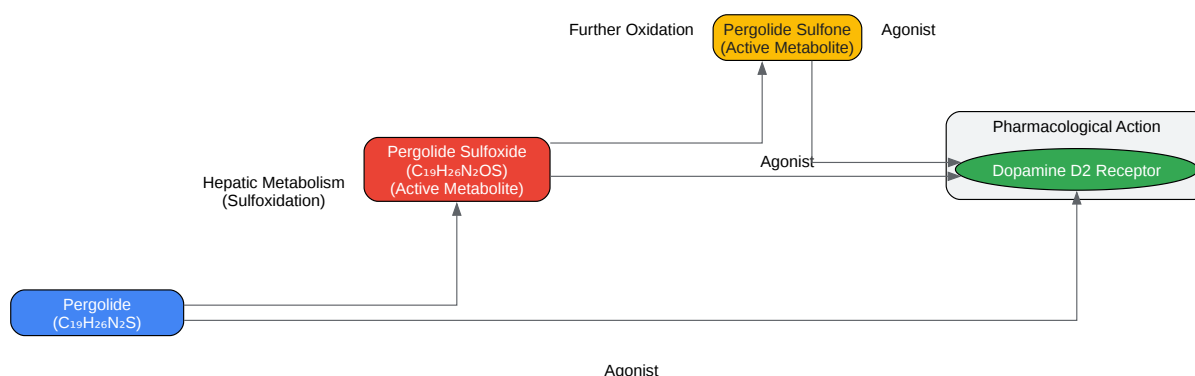 Further Oxidation
Pergolide Sulfone
(Active Metabolite)
Agonist
Pharmacological Action
Dopamine D2 Receptor
Pergolide Sulfoxide
(C₁₉H₂₆N₂OS)
(Active Metabolite)
Agonist
Hepatic Metabolism
(Sulfoxidation)
Pergolide
(C₁₉H₂₆N₂S)
Agonist